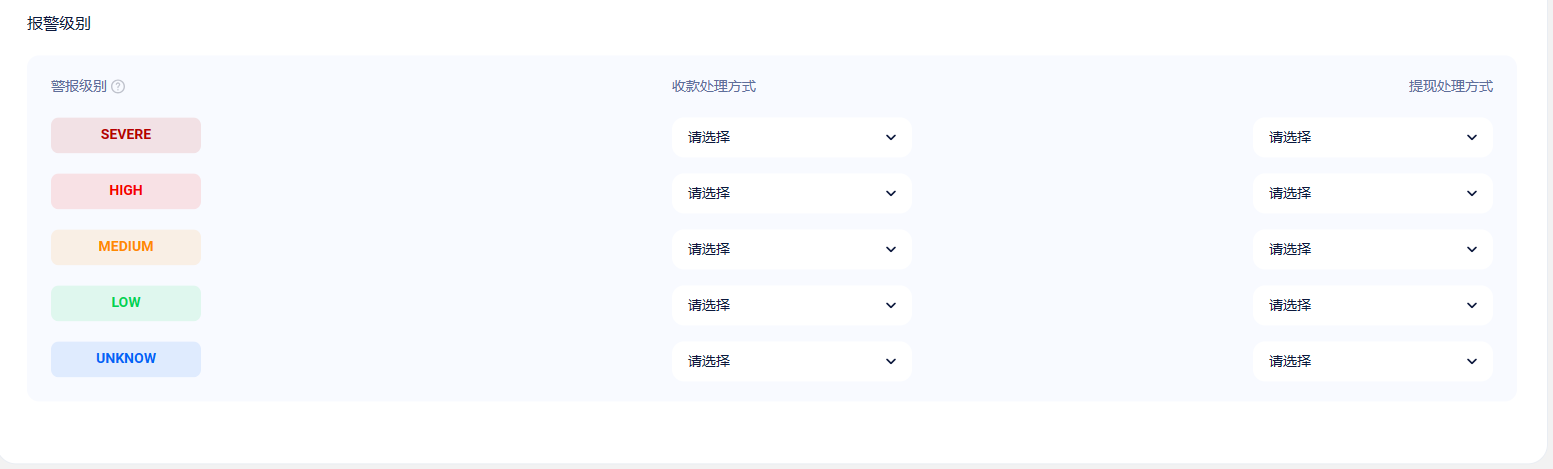 报警级别
警报级别 ? 收款处理方式 提现处理方式
SEVERE 请选择 请选择
HIGH 请选择 请选择
MEDIUM 请选择 请选择
LOW 请选择 请选择
UNKNOW 请选择 请选择